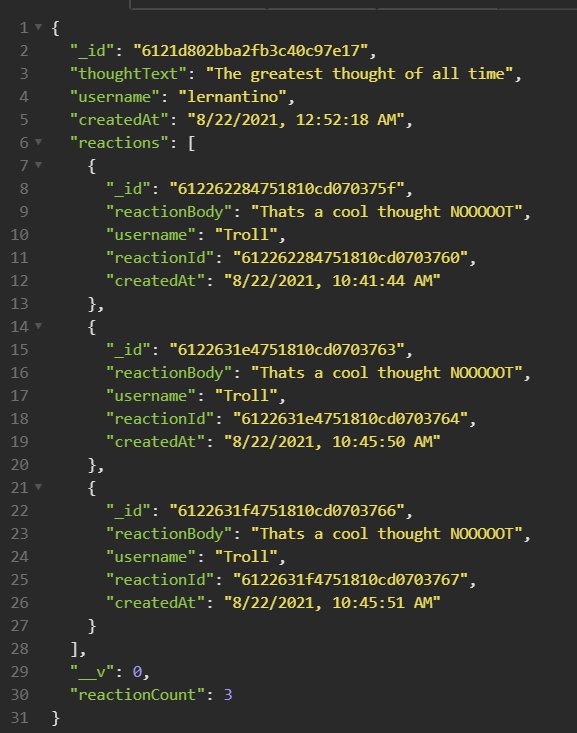 1 {
2 "_id": "6121d802bba2fb3c40c97e17",
3 "thoughtText": "The greatest thought of all time",
4 "username": "lernantino",
5 "createdAt": "8/22/2021, 12:52:18 AM",
6 "reactions": [
7 {
8 "_id": "612262284751810cd070375f",
9 "reactionBody": "Thats a cool thought NOOOOOT",
10 "username": "Troll",
11 "reactionId": "612262284751810cd0703760",
12 "createdAt": "8/22/2021, 10:41:44 AM"
13 },
14 {
15 "_id": "6122631e4751810cd0703763",
16 "reactionBody": "Thats a cool thought NOOOOOT",
17 "username": "Troll",
18 "reactionId": "6122631e4751810cd0703764",
19 "createdAt": "8/22/2021, 10:45:50 AM"
20 },
21 {
22 "_id": "6122631f4751810cd0703766",
23 "reactionBody": "Thats a cool thought NOOOOOT",
24 "username": "Troll",
25 "reactionId": "6122631f4751810cd0703767",
26 "createdAt": "8/22/2021, 10:45:51 AM"
27 }
28 ],
29 "__v": 0,
30 "reactionCount": 3
31 }